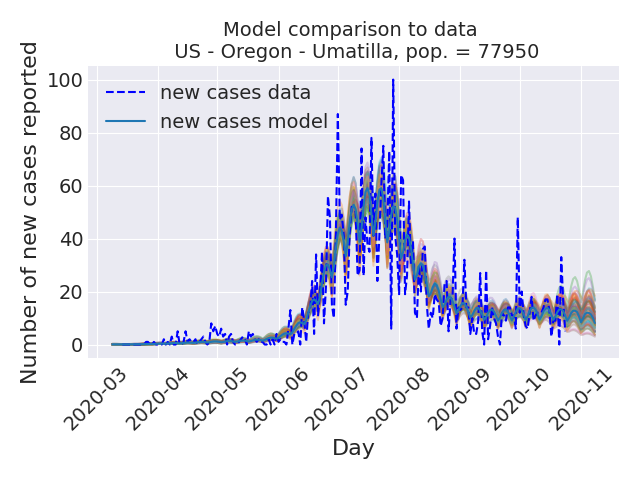 Model comparison to data
US - Oregon - Umatilla, pop. = 77950
Number of new cases reported
100
80
60
40
20
0
new cases data
new cases model
2020-03
2020-04
2020-05
2020-06
2020-07
2020-08
2020-09
2020-10
2020-11
Day